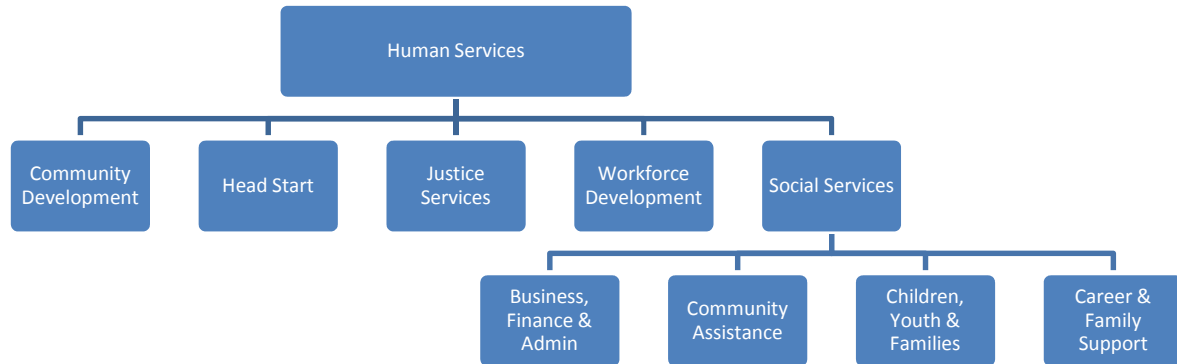 Human Services
Community
Development
Head Start
Justice
Services
Workforce
Development
Social Services
Business,
Finance &
Admin
Community
Assistance
Children,
Youth &
Families
Career &
Family
Support